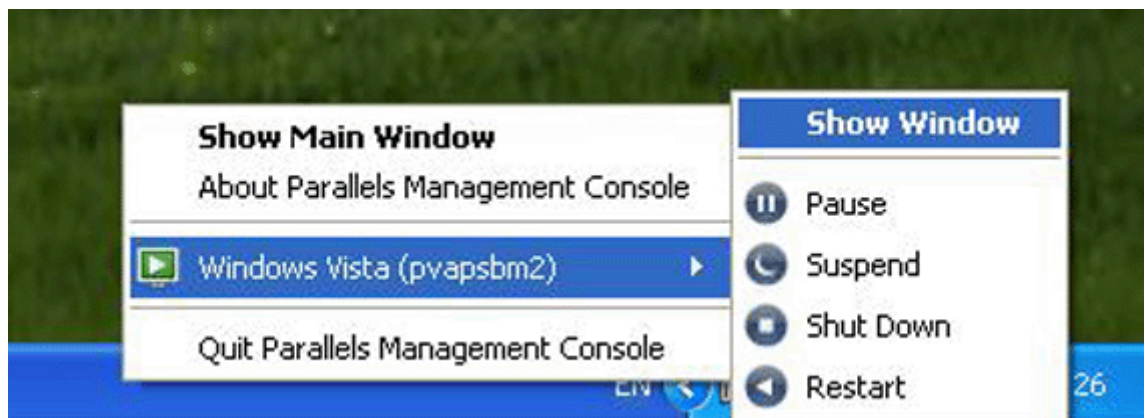 Show Main Window
About Parallels Management Console
Windows Vista (pvapsbm2)
Quit Parallels Management Console
Show Window
Pause
Suspend
Shut Down
Restart
EN
26